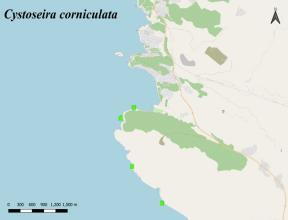 Cystoseira corniculata
N
0 300 600 900 1,200 1,500 m